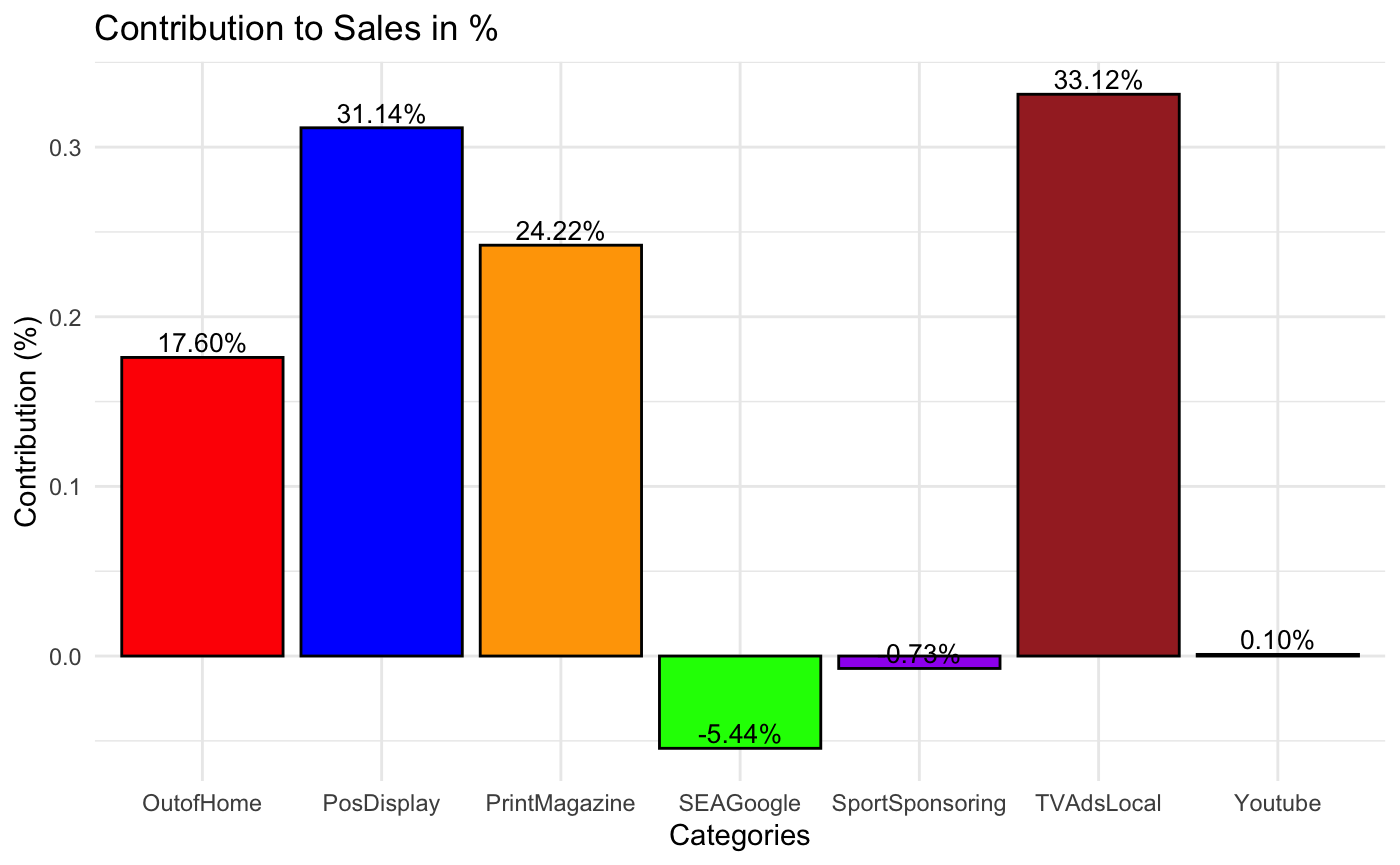 Contribution to Sales in %
Contribution (%)
0.3
0.2
0.1
0.0
17.60%
31.14%
24.22%
-5.44%
0.73%
33.12%
0.10%
OutofHome
PosDisplay
PrintMagazine
SEAGoogle
SportSponsoring
TVAdsLocal
Youtube
Categories